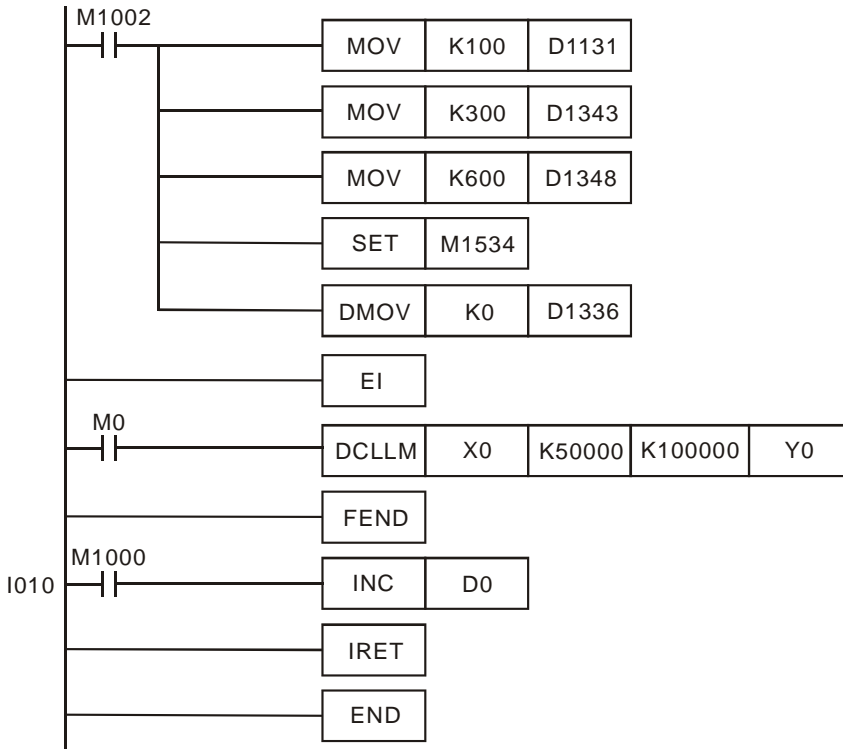 M1002
MOV K100 D1131
MOV K300 D1343
MOV K600 D1348
SET M1534
DMOV K0 D1336
EI
M0
DCLLM X0 K50000 K100000 Y0
FEND
M1000
I010 INC D0
IRET
END